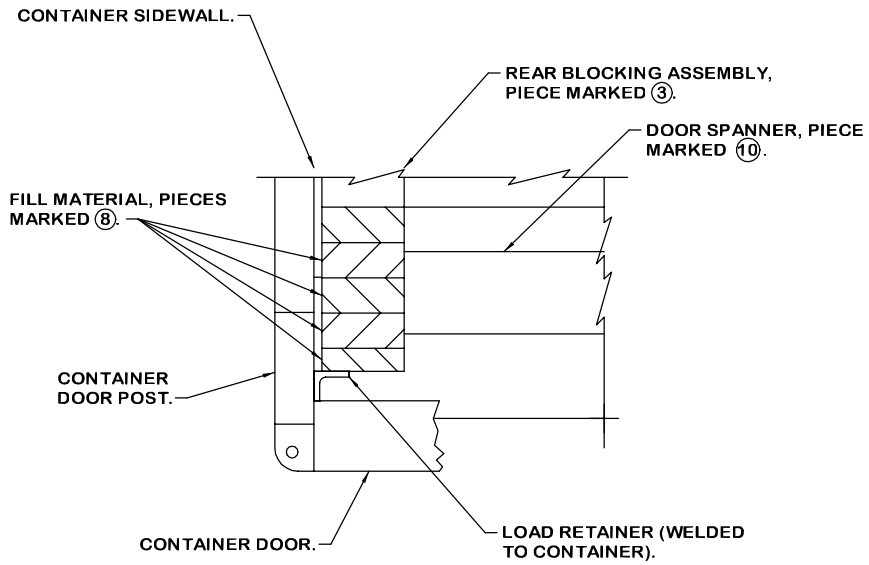 CONTAINER SIDEWALL.
REAR BLOCKING ASSEMBLY,
PIECE MARKED ③.
DOOR SPANNER, PIECE
MARKED ⑩.
FILL MATERIAL, PIECES
MARKED ⑧.
CONTAINER
DOOR POST.
CONTAINER DOOR.
LOAD RETAINER (WELDED
TO CONTAINER).